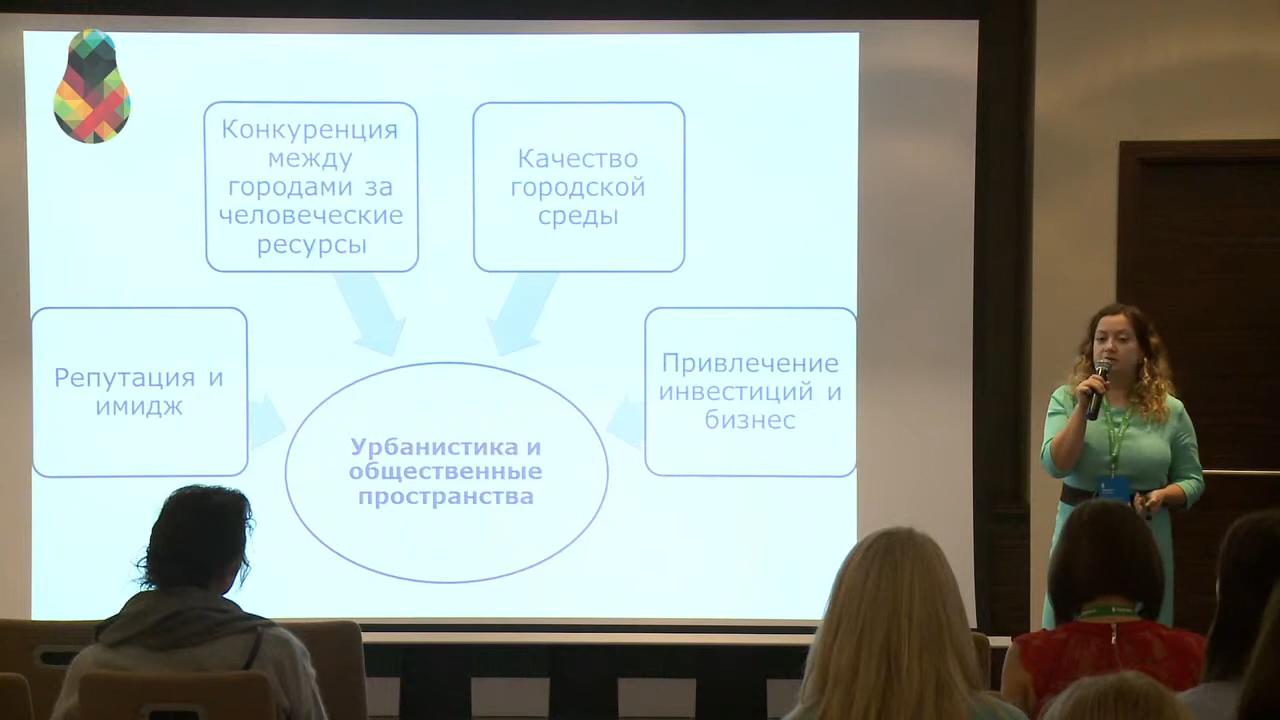 Конкуренция
между
городами за
человеческие
ресурсы
Качество
городской
среды
Репутация и
имидж
Привлечение
инвестиций и
бизнес
Урбанистика и
общественные
пространства